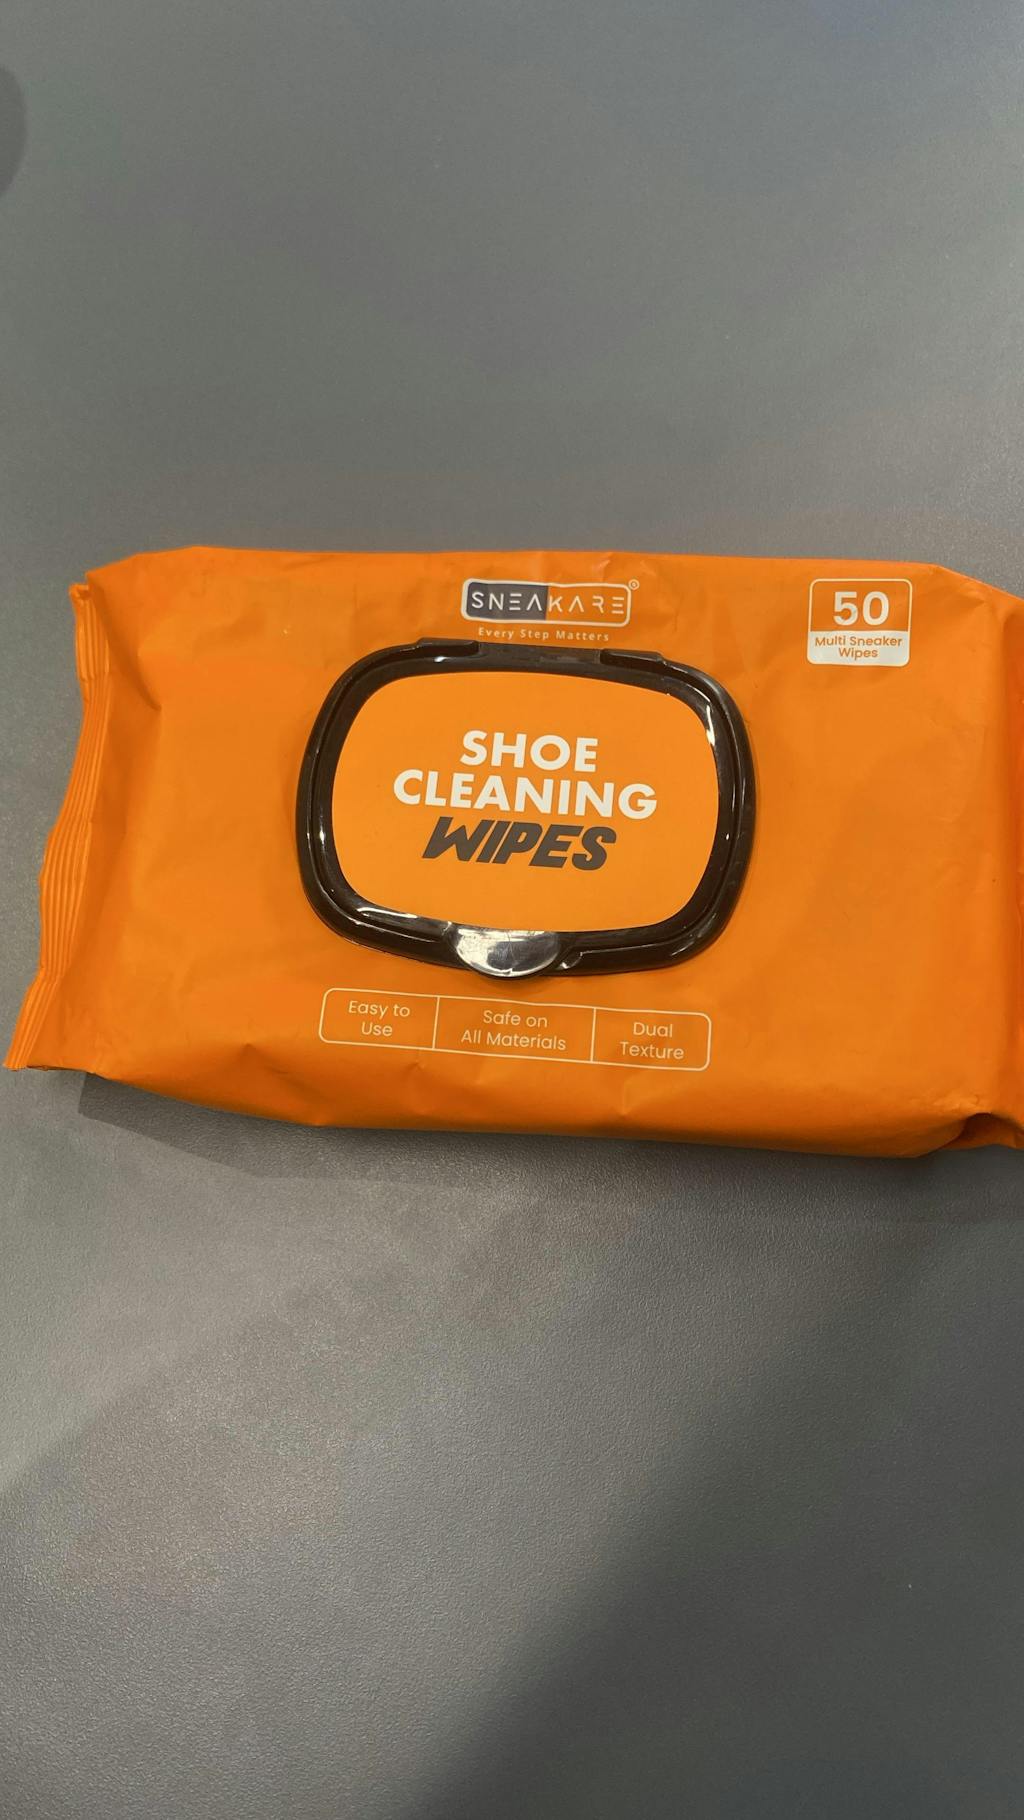 SNEAKARE®
Every Step Matters
50
Multi Sneaker
Wipes
SHOE
CLEANING
WIPES
Easy to
Use
Safe on
All Materials
Dual
Texture